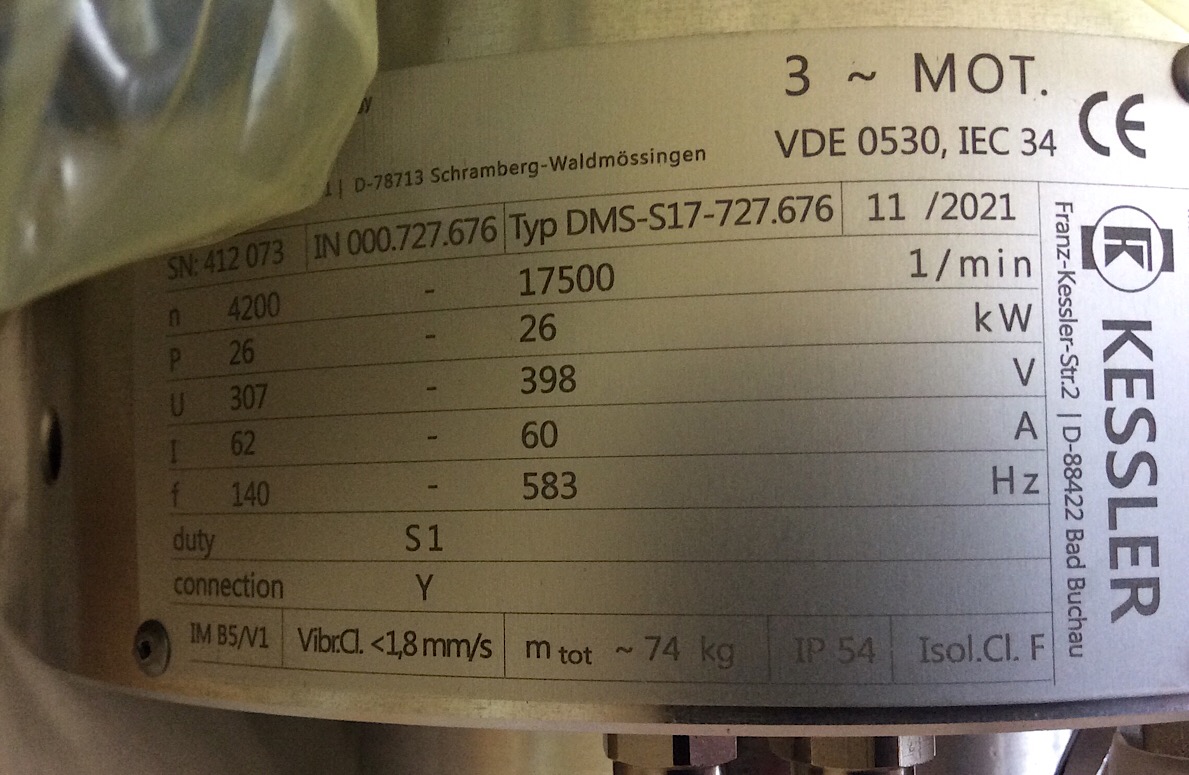 3 ~ MOT.
VDE 0530, IEC 34
CE
| D-78713 Schramberg-Waldmössingen
SN: 412 073 IN 000.727.676 Typ DMS-S17-727.676 11 /2021
n 4200 - 17500 1/min
P 26 - 26 kW
U 307 - 398 V
I 62 - 60 A
f 140 - 583 Hz
duty S1
connection Y
IM B5/V1 Vibr.Cl. <1,8 mm/s m tot ~ 74 kg IP 54 Isol.Cl. F
KESSLER
Franz-Kessler-Str.2 | D-88422 Bad Buchau